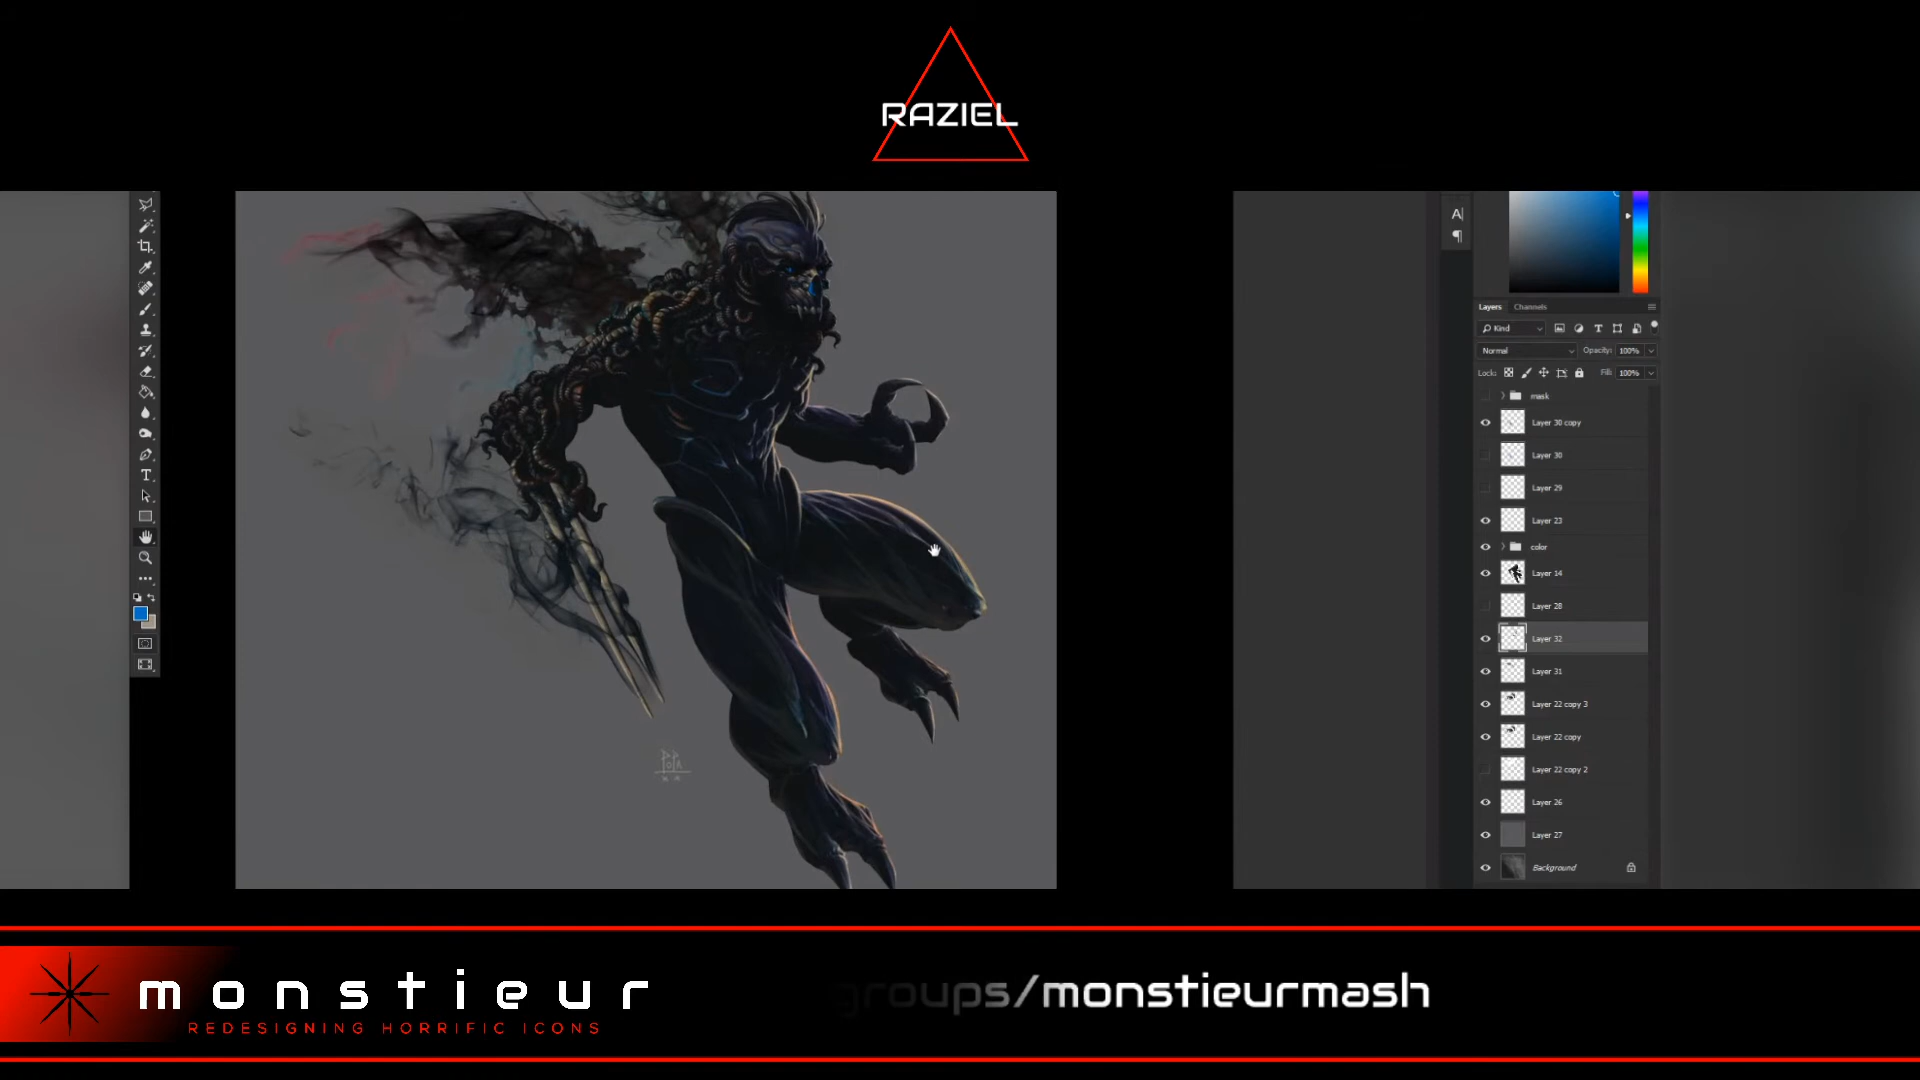 RAZIEL
A|
¶
Layers Channels
Kind
Normal Opacity: 100%
Lock: Fill: 100%
mask
Layer 30 copy
Layer 30
Layer 29
Layer 23
color
Layer 14
Layer 28
Layer 32
Layer 31
Layer 22 copy 3
Layer 22 copy
Layer 22 copy 2
Layer 26
Layer 27
Background
monstieur
REDESIGNING HORRIFIC ICONS
groups/monstieurmash